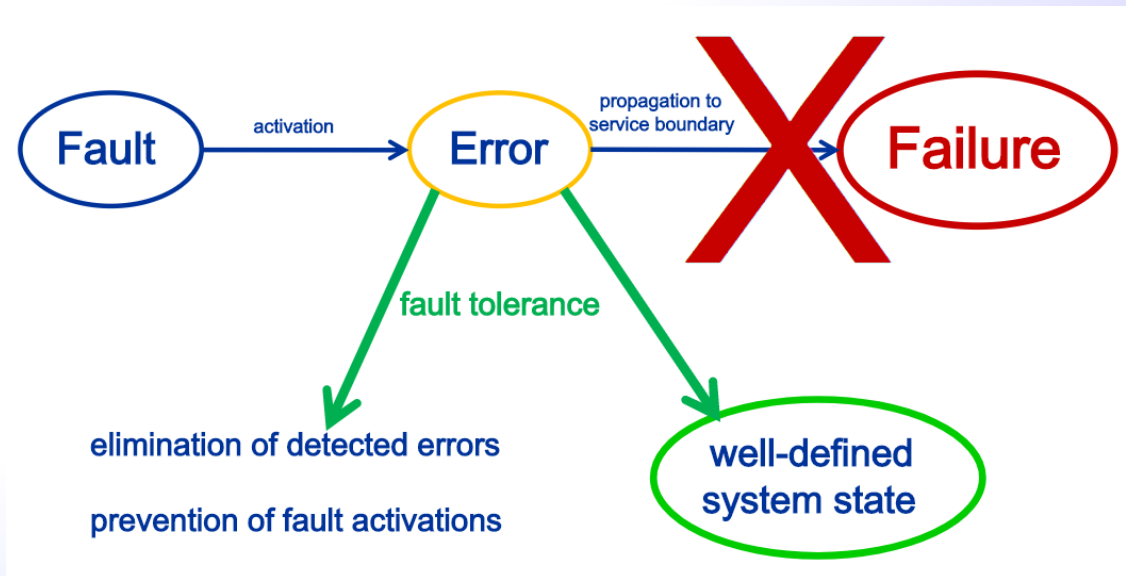 Fault
activation
Error
propagation to
service boundary
Failure
fault tolerance
elimination of detected errors
prevention of fault activations
well-defined
system state